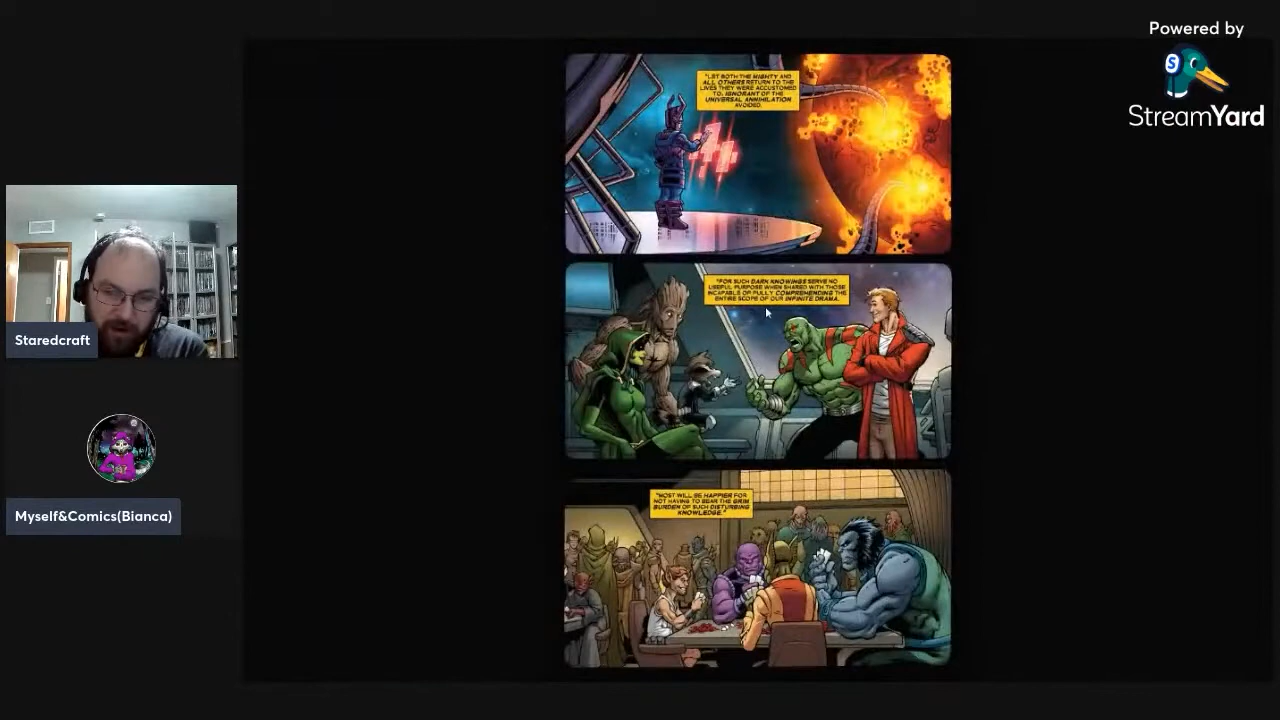 Powered by
StreamYard
"LET BOTH THE MIGHTY AND
ALL OTHERS RETURN TO THE
LIVES THEY WERE ACCUSTOMED
TO, IGNORANT OF THE
UNIVERSAL ANNIHILATION
AVOIDED.
"FOR SUCH DARK KNOWINGS SERVE NO
USEFUL PURPOSE WHEN SHARED WITH THOSE
INCAPABLE OF FULLY COMPREHENDING THE
ENTIRE SCOPE OF OUR INFINITE DRAMA.
Staredcraft
"MOST WILL BE HAPPIER FOR
NOT HAVING TO BEAR THE GRIM
BURDEN OF SUCH DISTURBING
KNOWLEDGE."
Myself&Comics(Bianca)